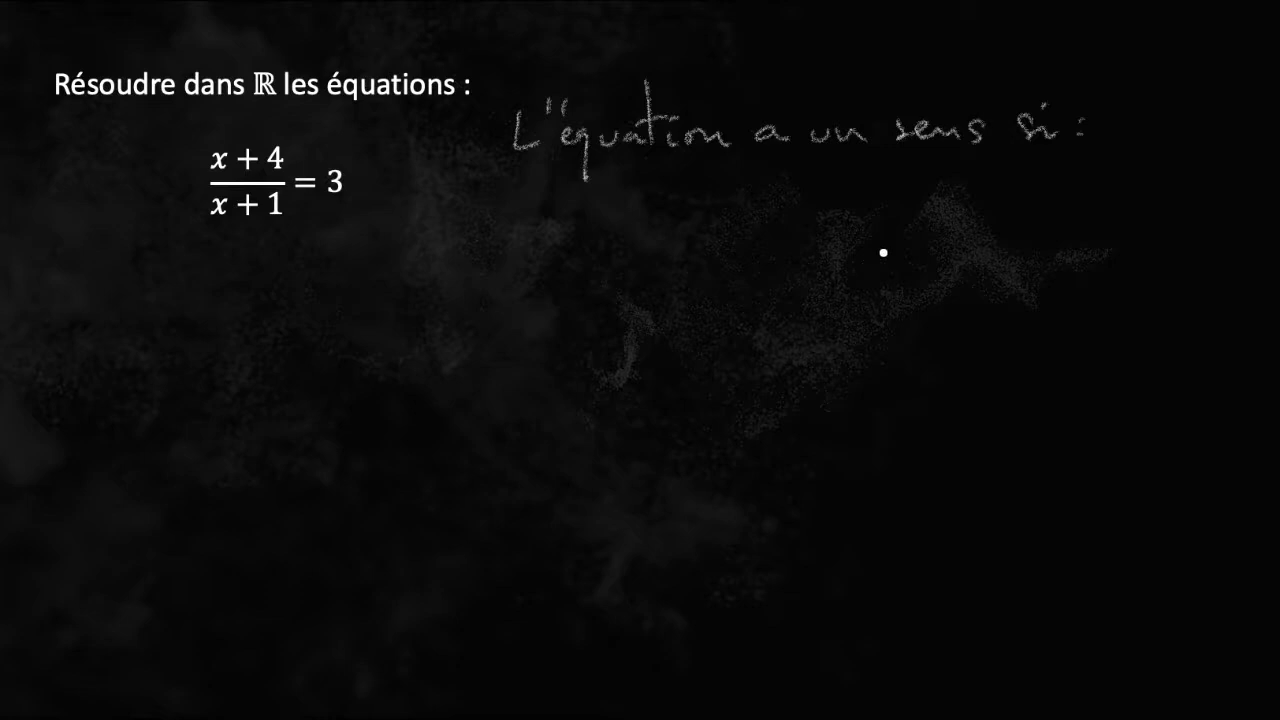 Résoudre dans ℝ les équations :
L'équation a un sens si :
x + 4
x + 1
= 3